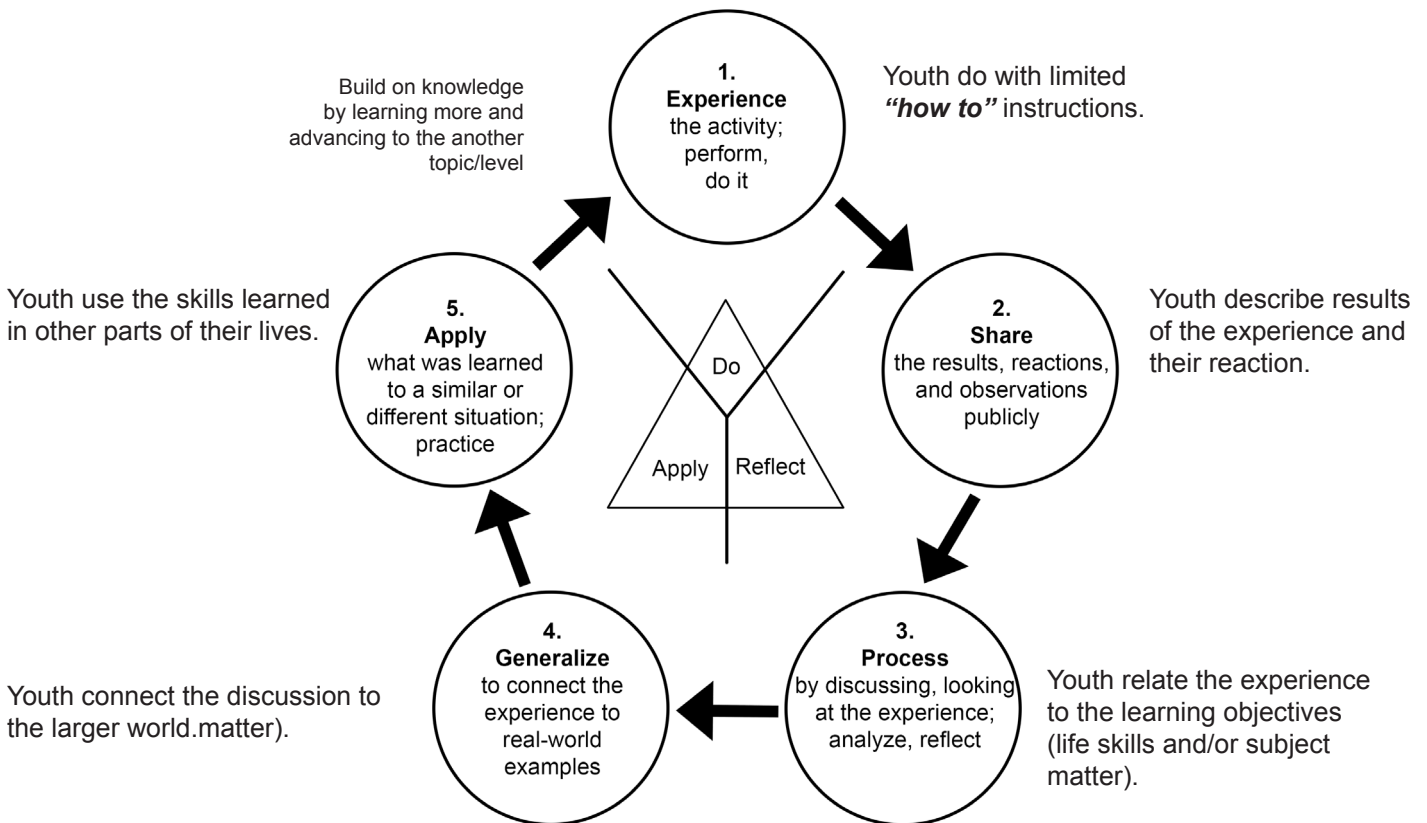 1.
Experience
the activity;
perform,
do it
Youth do with limited
“how to” instructions.
2.
Share
the results, reactions,
and observations
publicly
Youth describe results
of the experience and
their reaction.
3.
Process
by discussing, looking
at the experience;
analyze, reflect
Youth relate the experience
to the learning objectives
(life skills and/or subject
matter).
4.
Generalize
to connect the
experience to
real-world
examples
Youth connect the discussion to
the larger world.matter).
5.
Apply
what was learned
to a similar or
different situation;
practice
Youth use the skills learned
in other parts of their lives.
Build on knowledge
by learning more and
advancing to the another
topic/level
Do
Apply
Reflect